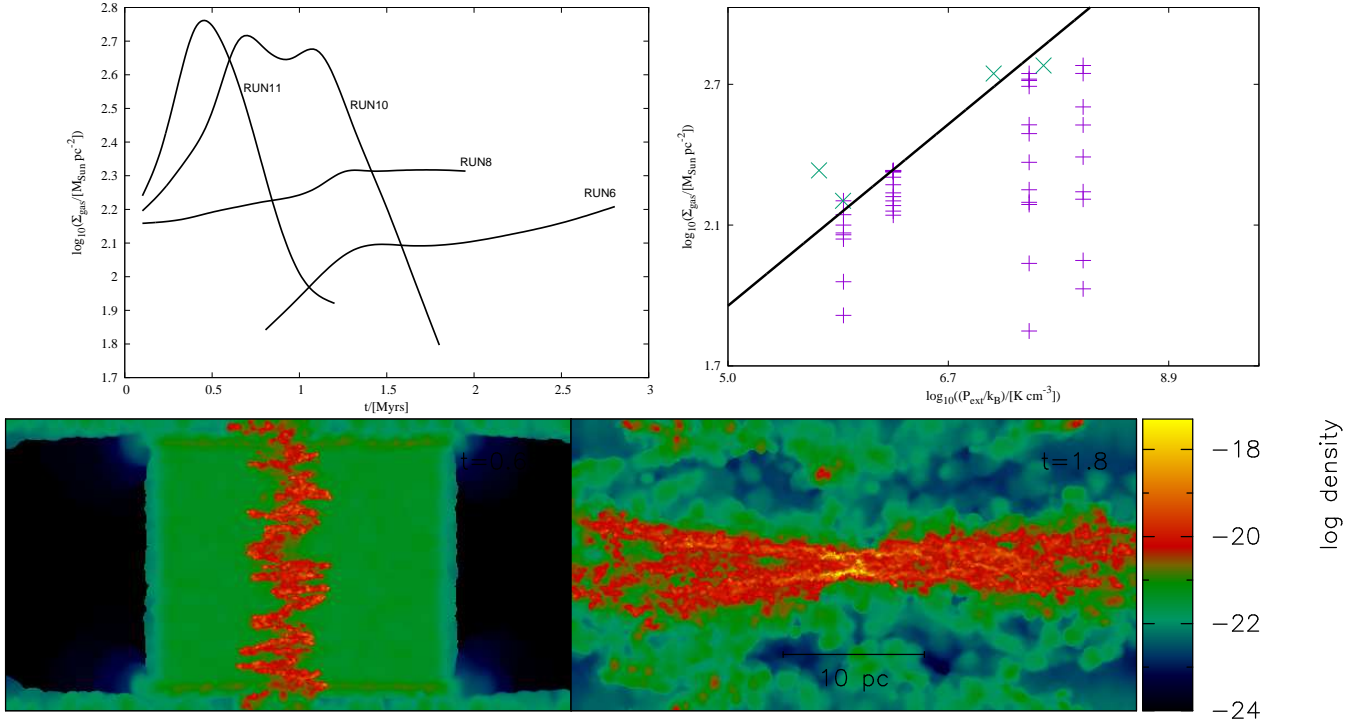 2.8
2.7
2.6
2.5
2.4
2.3
2.2
2.1
2
1.9
1.8
1.7
log10(Σgas/[MSun pc-2])
RUN11
RUN10
RUN8
RUN6
0 0.5 1 1.5 2 2.5 3
t/[Myrs]
2.7
2.1
1.7
log10(Σgas/[MSun pc-2])
5.0 6.7 8.9
log10((Pext/kB)/[K cm-3])
t=1.8
10 pc
−18
−20
−22
−24
log density